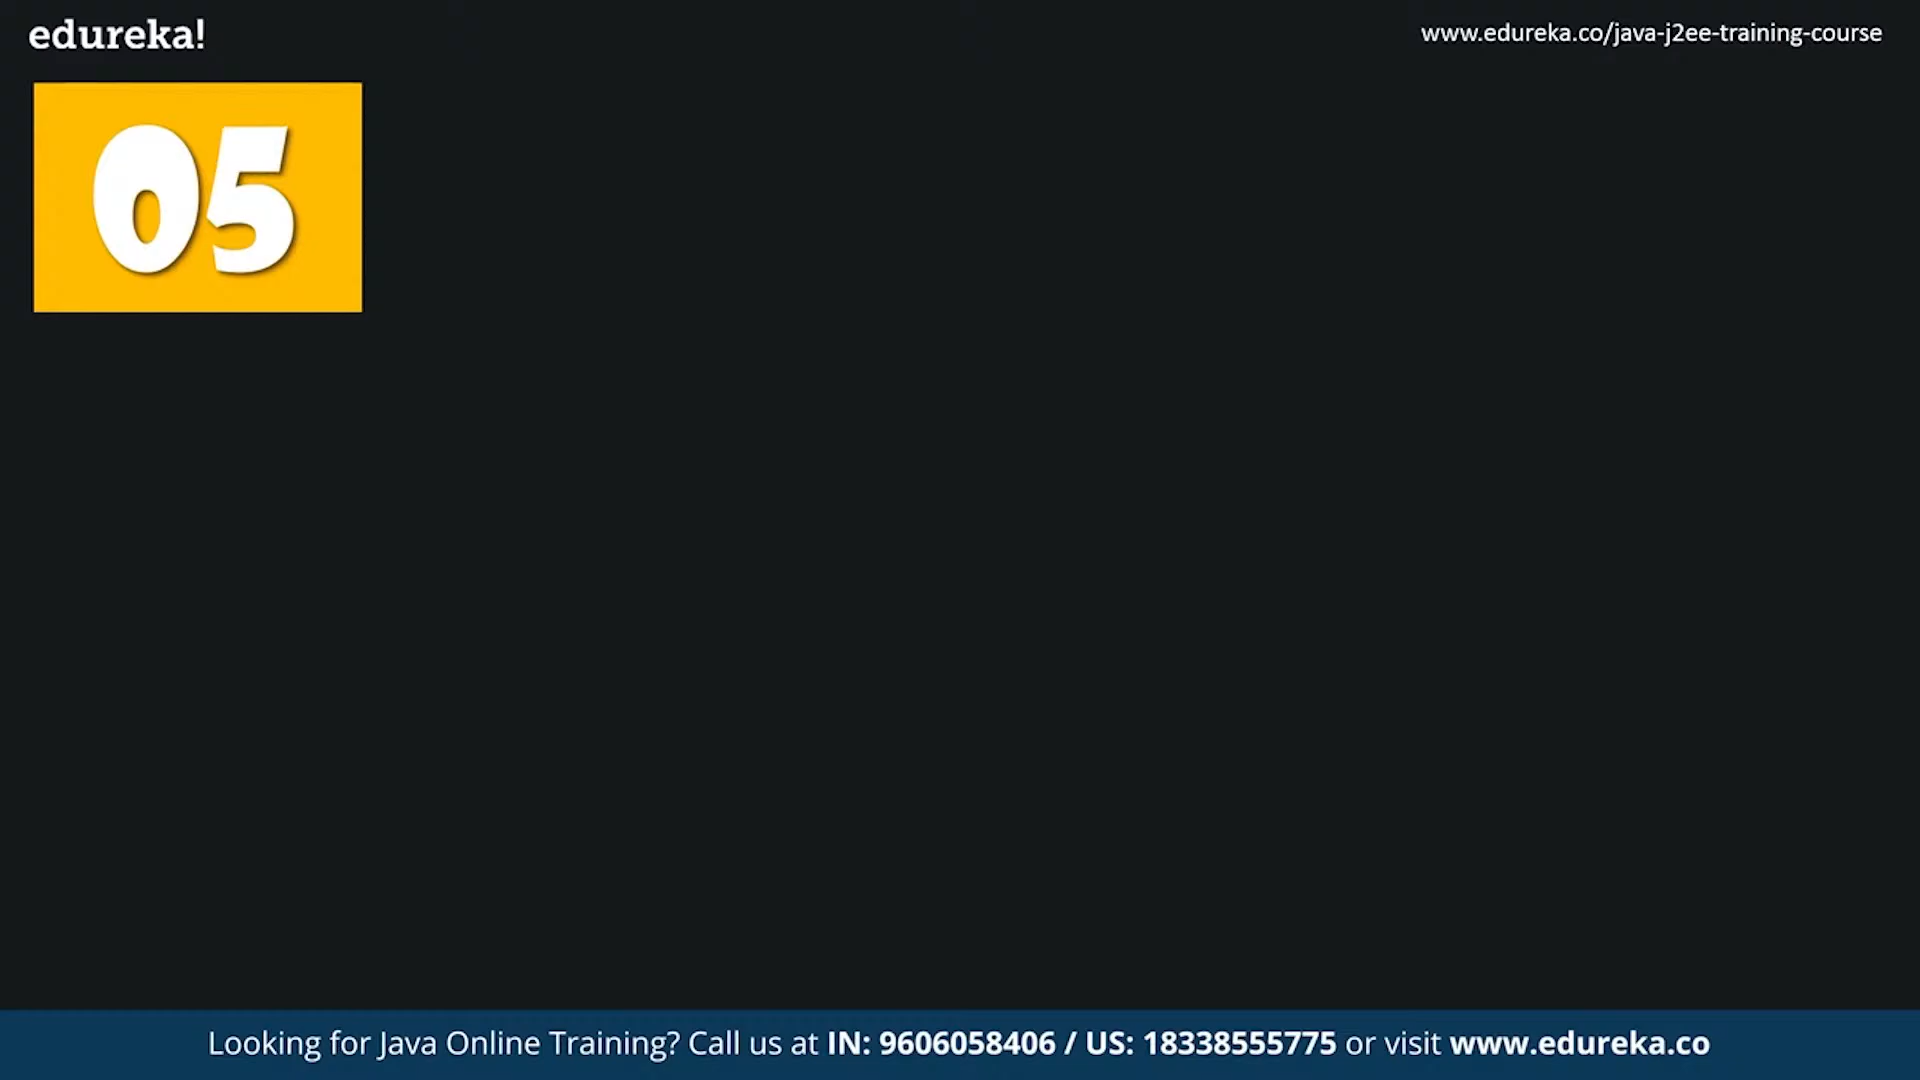 edureka!
www.edureka.co/java-j2ee-training-course
05
Looking for Java Online Training? Call us at IN: 9606058406 / US: 18338555775 or visit www.edureka.co